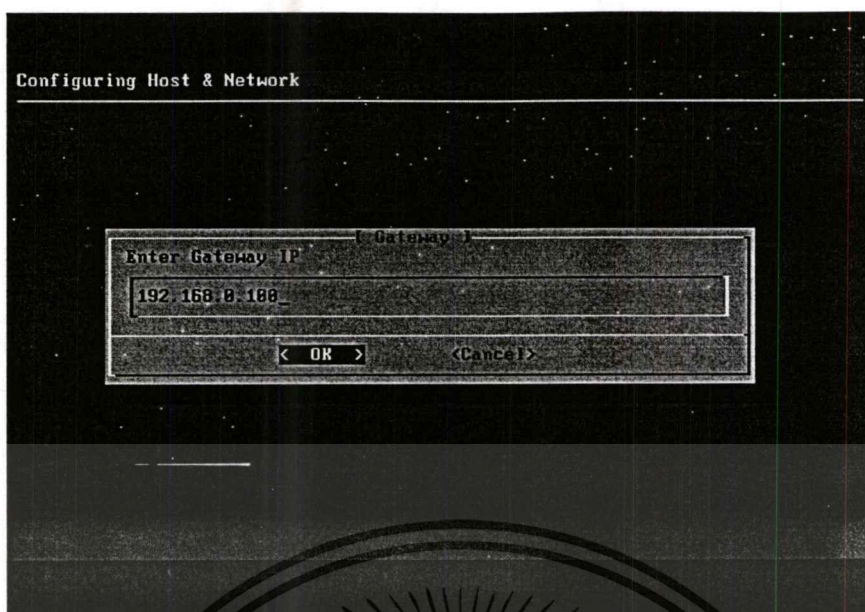 Configuring Host & Network
[ Gateway ]
Enter Gateway IP
192.168.0.100_
< OK > <Cancel>